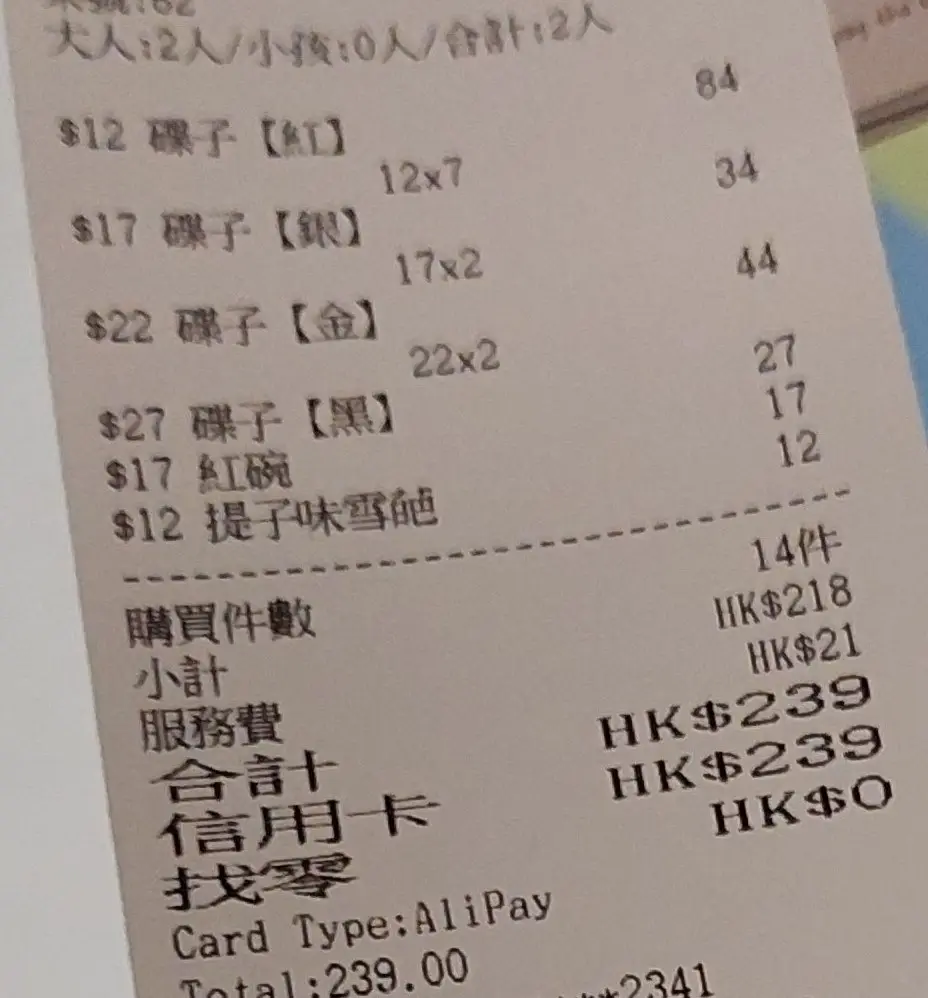 大人:2人/小孩:0人/合計:2人
$12 碟子【紅】 84
12x7
$17 碟子【銀】 34
17x2
$22 碟子【金】 44
22x2
$27 碟子【黑】 27
$17 紅碗 17
$12 提子味雪葩 12
購買件數 14件
小計 HK$218
服務費 HK$21
合計 HK$239
信用卡 HK$239
找零 HK$0
Card Type:AliPay
Total:239.00
2341